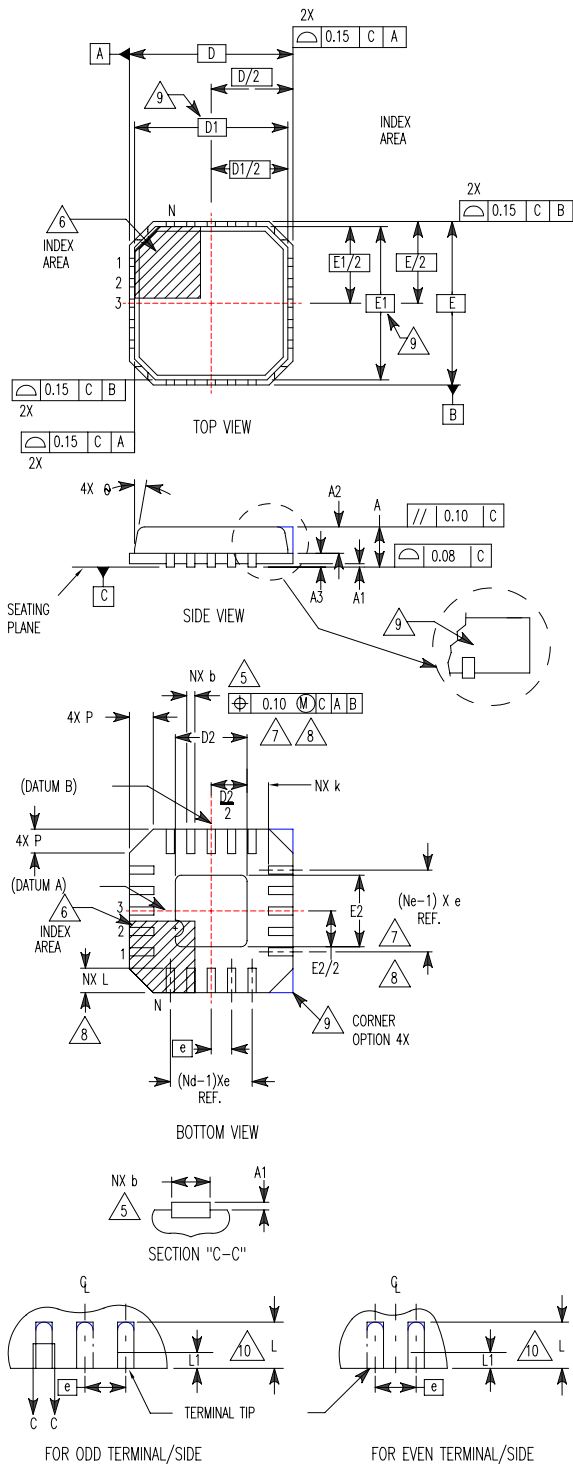 2X
0.15 C A
A
D
D/2
9
D1
INDEX
AREA
D1/2
2X
0.15 C B
6
N
INDEX
AREA
1
2
3
E1/2
E/2
E1
E
9
0.15 C B
2X
B
0.15 C A
2X
TOP VIEW
4X θ
A2
A
// 0.10 C
0.08 C
C
A3
A1
SEATING
PLANE
SIDE VIEW
9
NX b
5
0.10 M C A B
4X P
D2
7
8
(DATUM B)
D2
2
NX k
4X P
(DATUM A)
(Ne-1) X e
REF.
6
INDEX
AREA
3
2
1
E2
7
E2/2
NX L
8
8
N
9
CORNER
OPTION 4X
e
(Nd-1)Xe
REF.
BOTTOM VIEW
NX b
A1
5
SECTION "C-C"
CL
CL
10
L
10
L
L1
L1
e
e
C C
TERMINAL TIP
FOR ODD TERMINAL/SIDE
FOR EVEN TERMINAL/SIDE